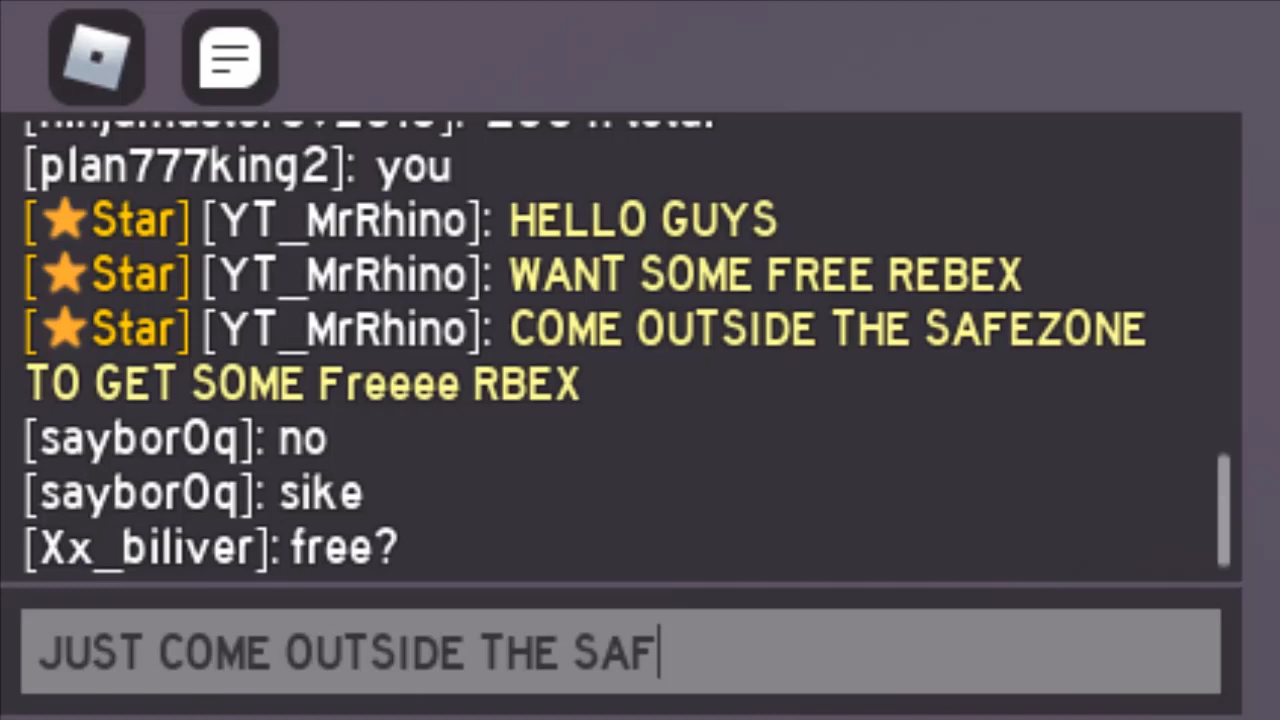 [plan777king2]: you
[⭐Star] [YT_MrRhino]: HELLO GUYS
[⭐Star] [YT_MrRhino]: WANT SOME FREE REBEX
[⭐Star] [YT_MrRhino]: COME OUTSIDE THE SAFEZONE
TO GET SOME Freeee RBEX
[saybor0q]: no
[saybor0q]: sike
[Xx_biliver]: free?
JUST COME OUTSIDE THE SAF